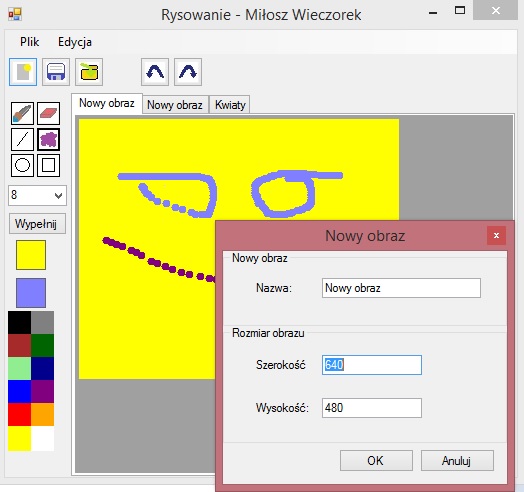 Rysowanie - Miłosz Wieczorek
Plik Edycja
Nowy obraz Nowy obraz Kwiaty
8
Wypełnij
Nowy obraz
x
Nowy obraz
Nazwa: Nowy obraz
Rozmiar obrazu
Szerokość 640
Wysokość: 480
OK Anuluj